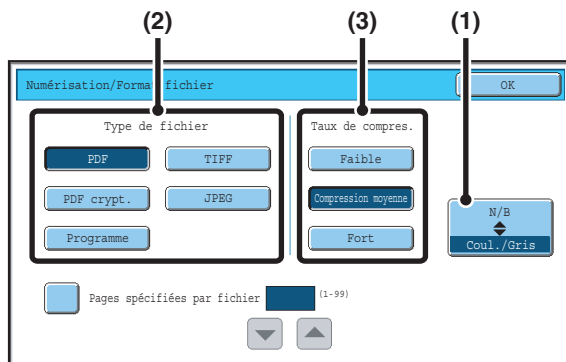 (2) (3) (1)
Numérisation/Format fichier OK
Type de fichier Taux de compres.
PDF TIFF Faible
PDF crypt. JPEG Compression moyenne N/B
Coul./Gris
Programme Fort
Pages spécifiées par fichier (1-99)